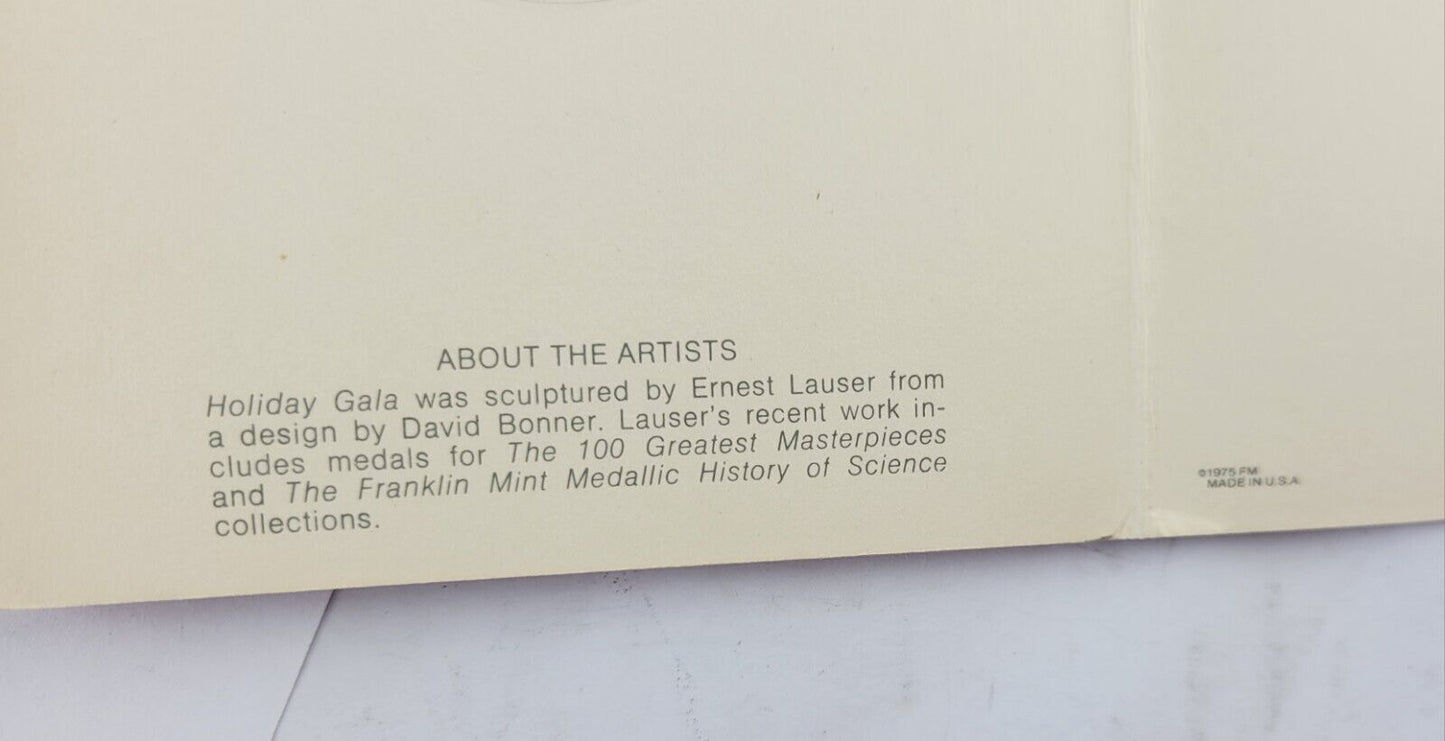 ABOUT THE ARTISTS
Holiday Gala was sculptured by Ernest Lauser from
a design by David Bonner. Lauser's recent work in-
cludes medals for The 100 Greatest Masterpieces
and The Franklin Mint Medallic History of Science
collections.
©1975 FM
MADE IN U.S.A.